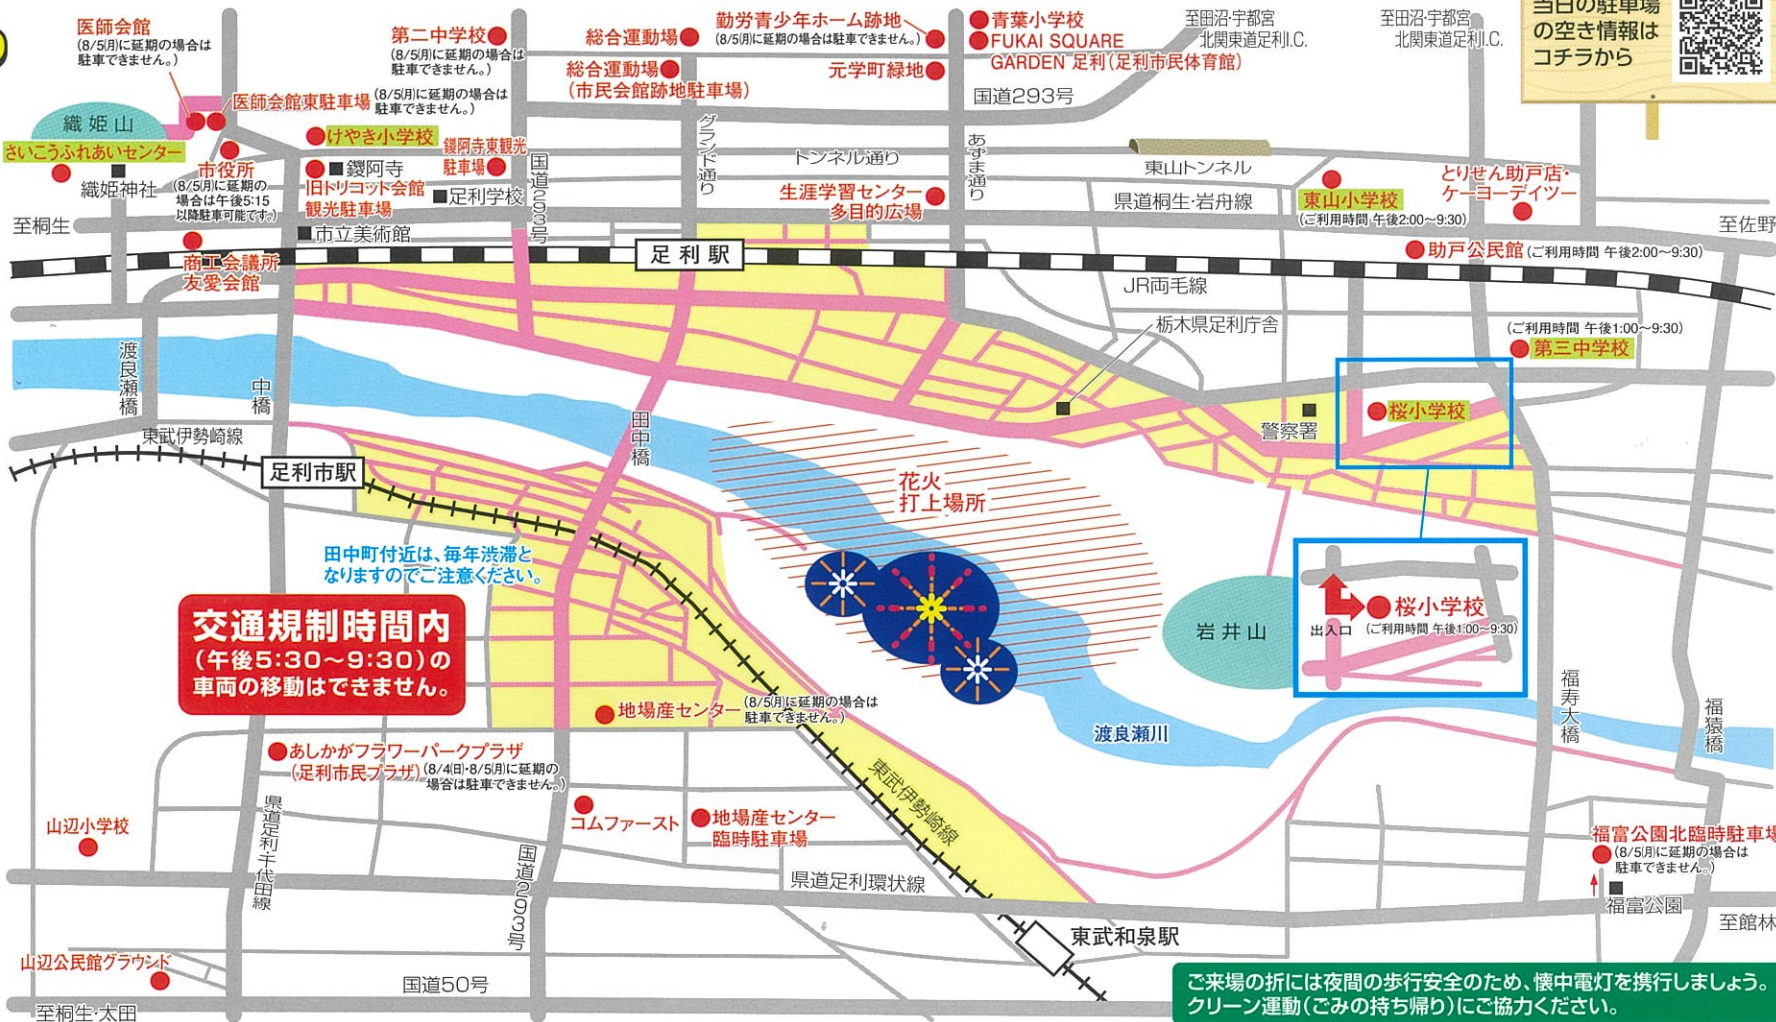 医師会館
(8/5(月)に延期の場合は
駐車できません。)
第二中学校
(8/5(月)に延期の場合は
駐車できません。)
総合運動場
勤労青少年ホーム跡地
(8/5(月)に延期の場合は駐車できません。)
青葉小学校
FUKAI SQUARE
GARDEN 足利(足利市民体育館)
至田沼・宇都宮
北関東道足利I.C.
至田沼・宇都宮
北関東道足利I.C.
当日の駐車場
の空き情報は
コチラから
総合運動場
(市民会館跡地駐車場)
元学町緑地
国道293号
医師会館東駐車場
(8/5(月)に延期の場合は
駐車できません。)
織姫山
さいこうふれあいセンター
けやき小学校
鑁阿寺東観光
駐車場
国道293号
グランド通り
トンネル通り
あずま通り
東山トンネル
織姫神社
市役所
(8/5(月)に延期の
場合は午後5:15
以降駐車可能です。)
鑁阿寺
旧トリコット会館
観光駐車場
足利学校
生涯学習センター
多目的広場
県道桐生・岩舟線
東山小学校
(ご利用時間 午後2:00〜9:30)
とりせん助戸店・
ケーヨーデイツー
至佐野
至桐生
市立美術館
商工会議所
友愛会館
足利駅
助戸公民館
(ご利用時間 午後2:00〜9:30)
JR両毛線
栃木県足利庁舎
(ご利用時間 午後1:00〜9:30)
第三中学校
渡良瀬橋
中橋
田中橋
桜小学校
警察署
東武伊勢崎線
足利市駅
花火
打上場所
田中町付近は、毎年渋滞と
なりますのでご注意ください。
交通規制時間内
(午後5:30〜9:30)の
車両の移動はできません。
岩井山
桜小学校
出入口
(ご利用時間 午後1:00〜9:30)
地場産センター
(8/5(月)に延期の場合は
駐車できません。)
渡良瀬川
福寿大橋
福猿橋
あしかがフラワーパークプラザ
(足利市民プラザ)
(8/4(日)・8/5(月)に延期の
場合は駐車できません。)
東武伊勢崎線
県道足利・千代田線
コムファースト
地場産センター
臨時駐車場
山辺小学校
国道293号
県道足利環状線
福富公園北臨時駐車場
(8/5(月)に延期の場合は
駐車できません。)
福富公園
至館林
東武和泉駅
山辺公民館グラウンド
国道50号
至桐生・太田
ご来場の折には夜間の歩行安全のため、懐中電灯を携行しましょう。
クリーン運動(ごみの持ち帰り)にご協力ください。